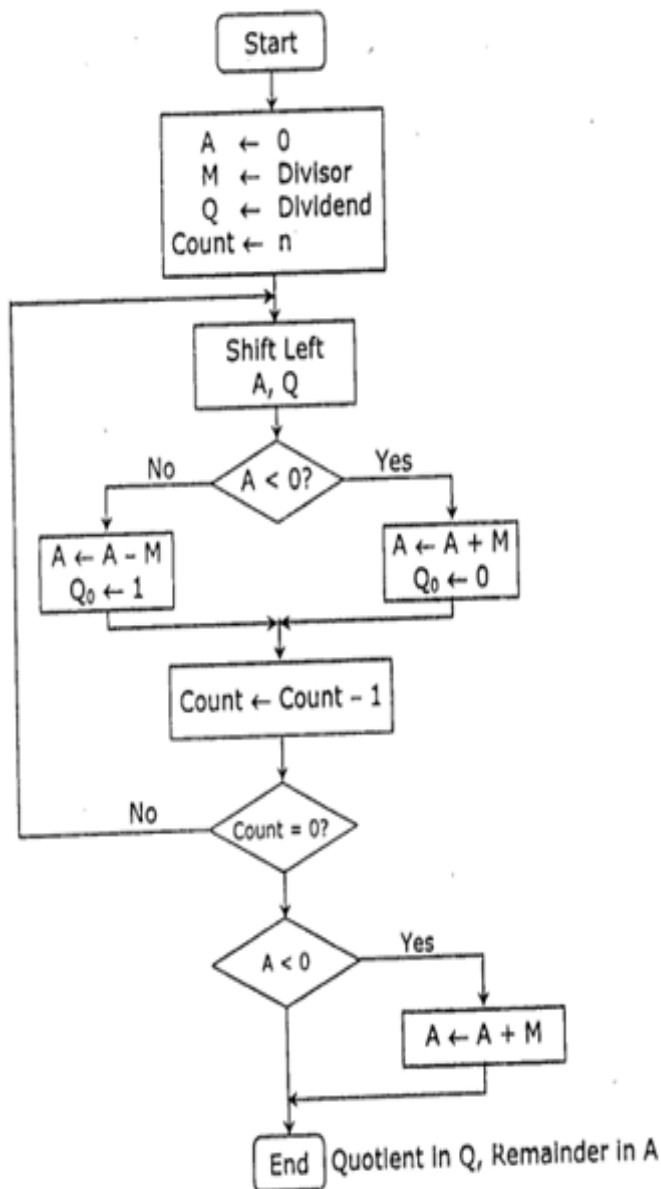 Start
A ← 0
M ← Divisor
Q ← Dividend
Count ← n
Shift Left
A, Q
No
A < 0?
Yes
A ← A – M
Q₀ ← 1
A ← A + M
Q₀ ← 0
Count ← Count – 1
No
Count = 0?
A < 0
Yes
A ← A + M
End
Quotient in Q, Remainder in A